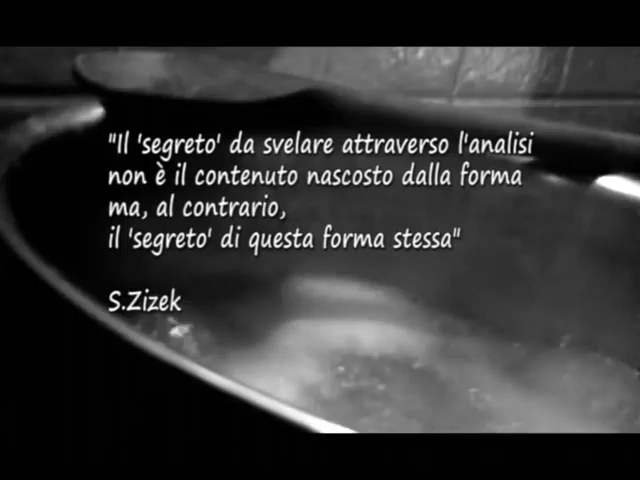 "Il 'segreto' da svelare attraverso l'analisi
non è il contenuto nascosto dalla forma
ma, al contrario,
il 'segreto' di questa forma stessa"
S.Zizek